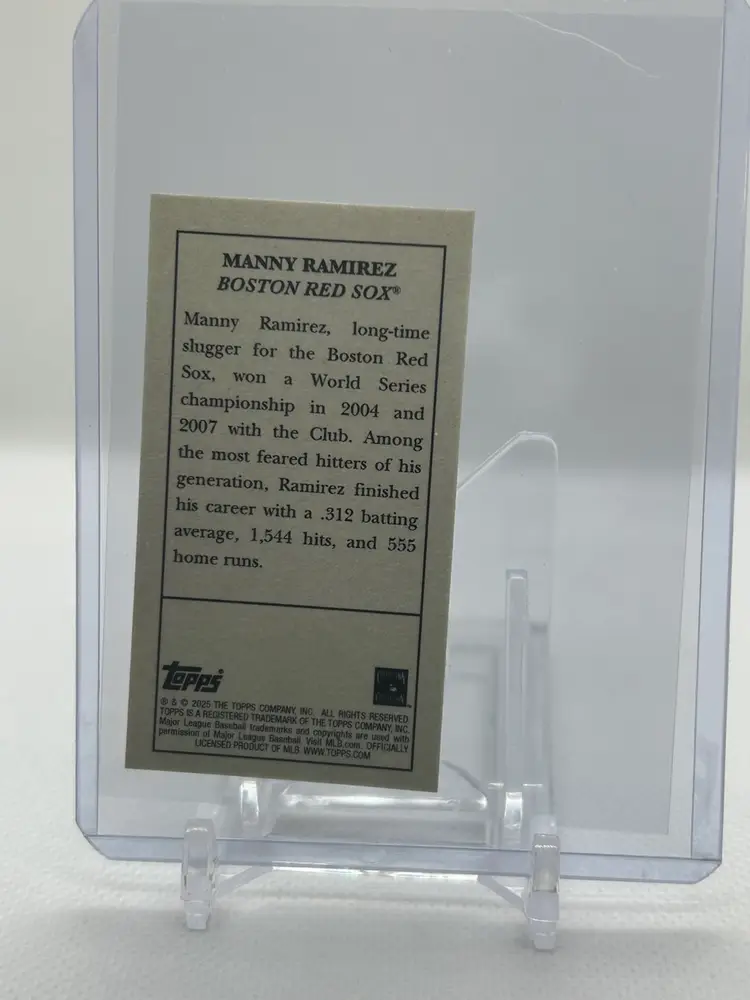 MANNY RAMIREZ
BOSTON RED SOX®
Manny Ramirez, long-time
slugger for the Boston Red
Sox, won a World Series
championship in 2004 and
2007 with the Club. Among
the most feared hitters of his
generation, Ramirez finished
his career with a .312 batting
average, 1,544 hits, and 555
home runs.
Topps®
® & © 2025 THE TOPPS COMPANY, INC. ALL RIGHTS RESERVED
TOPPS IS A REGISTERED TRADEMARK OF THE TOPPS COMPANY, INC.
Major League Baseball trademarks and copyrights are used with
permission of Major League Baseball. Visit MLB.com. OFFICIALLY
LICENSED PRODUCT OF MLB. WWW.TOPPS.COM